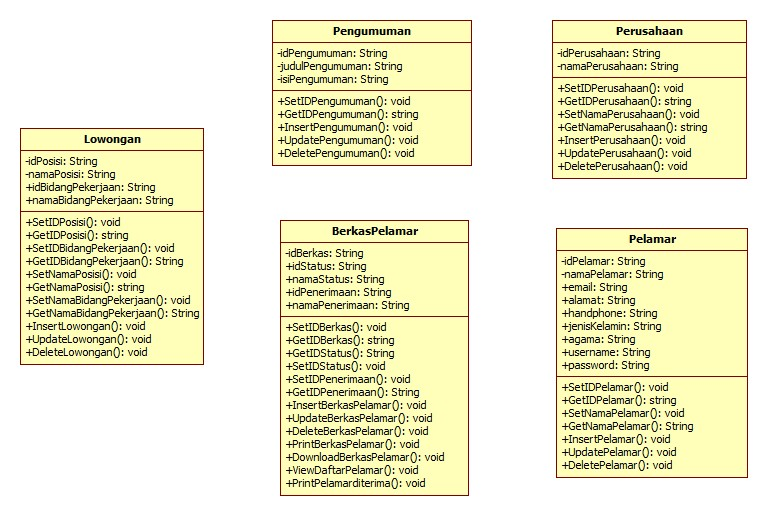 Pengumuman
-idPengumuman: String
-judulPengumuman: String
-isiPengumuman: String
+SetIDPengumuman(): void
+GetIDPengumuman(): string
+InsertPengumuman(): void
+UpdatePengumuman(): void
+DeletePengumuman(): void
Perusahaan
-idPerusahaan: String
-namaPerusahaan: String
+SetIDPerusahaan(): void
+GetIDPerusahaan(): string
+SetNamaPerusahaan(): void
+GetNamaPerusahaan(): string
+InsertPerusahaan(): void
+UpdatePerusahaan(): void
+DeletePerusahaan(): void
Lowongan
-idPosisi: String
-namaPosisi: String
+idBidangPekerjaan: String
+namaBidangPekerjaan: String
+SetIDPosisi(): void
+GetIDPosisi(): string
+SetIDBidangPekerjaan(): void
+GetIDBidangPekerjaan(): String
+SetNamaPosisi(): void
+GetNamaPosisi(): string
+SetNamaBidangPekerjaan(): void
+GetNamaBidangPekerjaan(): String
+InsertLowongan(): void
+UpdateLowongan(): void
+DeleteLowongan(): void
BerkasPelamar
-idBerkas: String
+idStatus: String
+namaStatus: String
+idPenerimaan: String
+namaPenerimaan: String
+SetIDBerkas(): void
+GetIDBerkas(): string
+GetIDStatus(): String
+SetIDStatus(): void
+SetIDPenerimaan(): void
+GetIDPenerimaan(): String
+InsertBerkasPelamar(): void
+UpdateBerkasPelamar(): void
+DeleteBerkasPelamar(): void
+PrintBerkasPelamar(): void
+DownloadBerkasPelamar(): void
+ViewDaftarPelamar(): void
+PrintPelamarditerima(): void
Pelamar
-idPelamar: String
-namaPelamar: String
+email: String
+alamat: String
+handphone: String
+jenisKelamin: String
+agama: String
+username: String
+password: String
+SetIDPelamar(): void
+GetIDPelamar(): string
+SetNamaPelamar(): void
+GetNamaPelamar(): String
+InsertPelamar(): void
+UpdatePelamar(): void
+DeletePelamar(): void